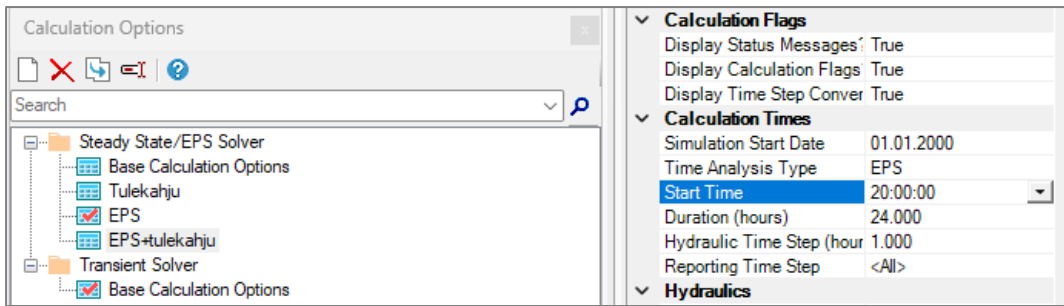 Calculation Options
Search
Steady State/EPS Solver
Base Calculation Options
Tulekahju
EPS
EPS+tulekahju
Transient Solver
Base Calculation Options
Calculation Flags
Display Status Messages? True
Display Calculation Flags True
Display Time Step Conver True
Calculation Times
Simulation Start Date 01.01.2000
Time Analysis Type EPS
Start Time 20:00:00
Duration (hours) 24.000
Hydraulic Time Step (hour 1.000
Reporting Time Step <All>
Hydraulics